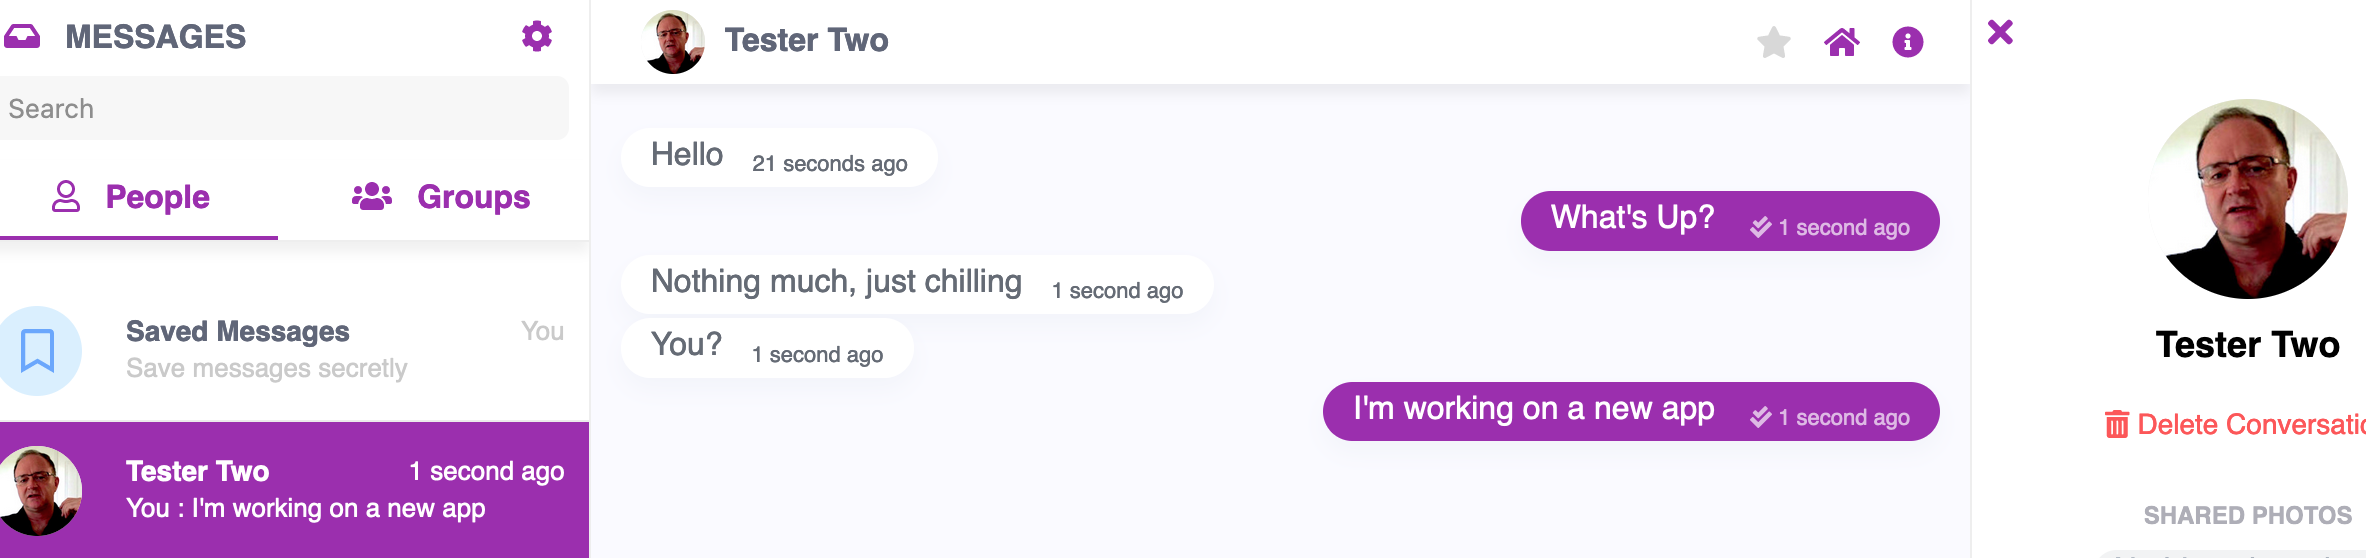 MESSAGES
Search
People
Groups
Saved Messages
You
Save messages secretly
Tester Two
1 second ago
You : I'm working on a new app
Tester Two
Hello
21 seconds ago
What's Up?
1 second ago
Nothing much, just chilling
1 second ago
You?
1 second ago
I'm working on a new app
1 second ago
Tester Two
Delete Conversatio
SHARED PHOTOS